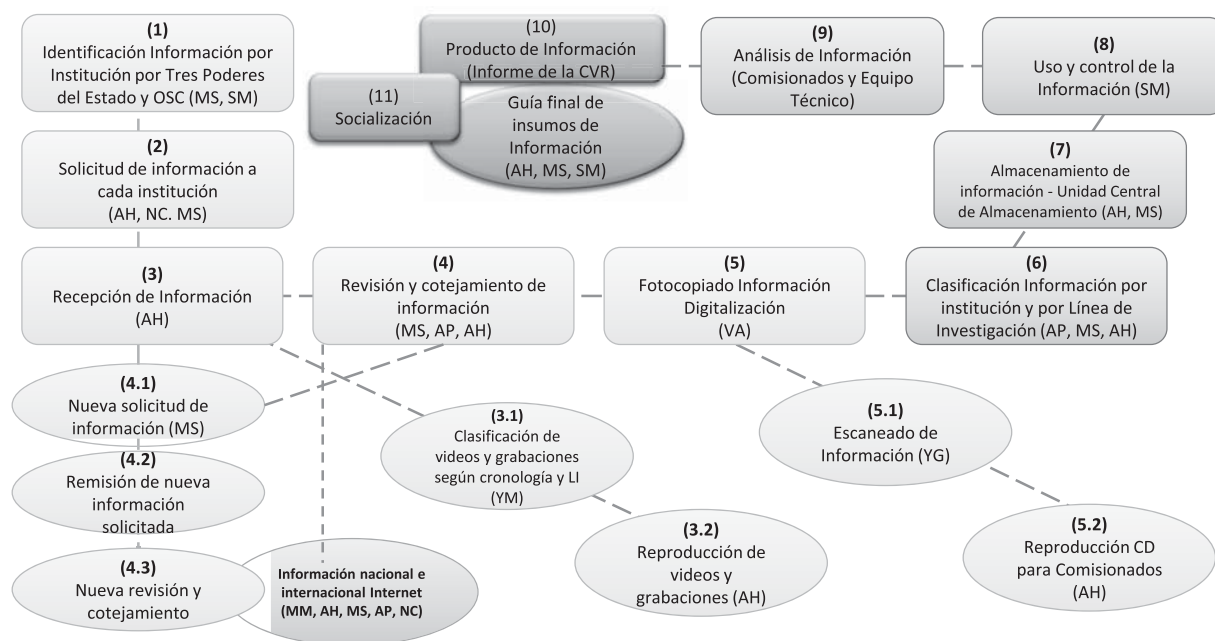 (1)
Identificación Información por
Institución por Tres Poderes
del Estado y OSC (MS, SM)
(2)
Solicitud de información a
cada institución
(AH, NC. MS)
(3)
Recepción de Información
(AH)
(4)
Revisión y cotejamiento de
información
(MS, AP, AH)
(5)
Fotocopiado Información
Digitalización
(VA)
(6)
Clasificación Información por
institución y por Línea de
Investigación (AP, MS, AH)
(7)
Almacenamiento de
información - Unidad Central
de Almacenamiento (AH, MS)
(8)
Uso y control de la
Información (SM)
(9)
Análisis de Información
(Comisionados y Equipo
Técnico)
(10)
Producto de Información
(Informe de la CVR)
(11)
Socialización
Guía final de
insumos de
Información
(AH, MS, SM)
(4.1)
Nueva solicitud de
información (MS)
(4.2)
Remisión de nueva
información
solicitada
(4.3)
Nueva revisión y
cotejamiento
Información nacional e
internacional Internet
(MM, AH, MS, AP, NC)
(3.1)
Clasificación de
videos y grabaciones
según cronología y LI
(YM)
(3.2)
Reproducción de
videos y
grabaciones (AH)
(5.1)
Escaneado de
Información (YG)
(5.2)
Reproducción CD
para Comisionados
(AH)